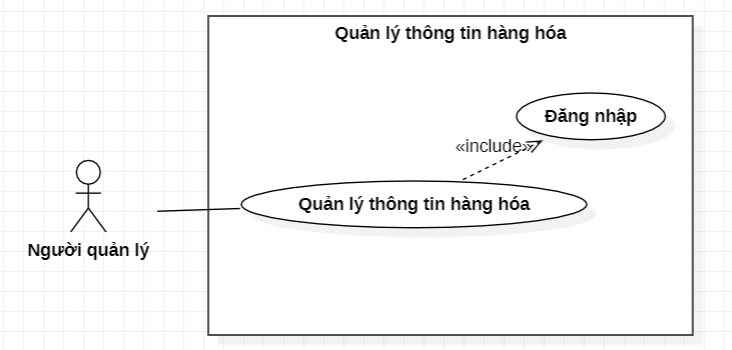 Quản lý thông tin hàng hóa
Đăng nhập
«include»
Quản lý thông tin hàng hóa
Người quản lý